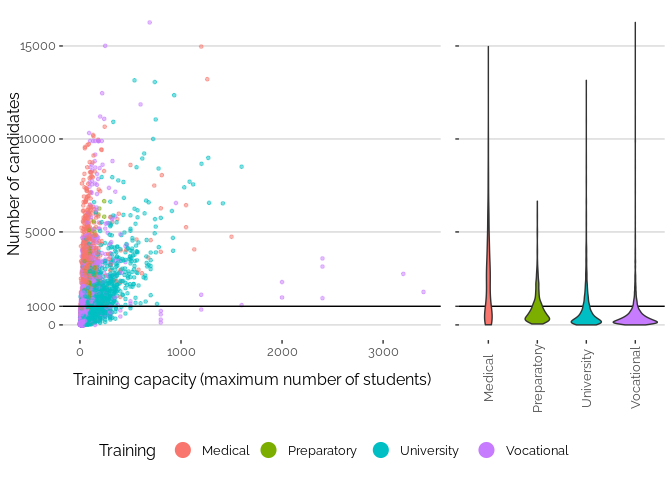 Number of candidates
15000
10000
5000
1000
0
0 1000 2000 3000
Training capacity (maximum number of students)
Medical
Preparatory
University
Vocational
Training Medical Preparatory University Vocational